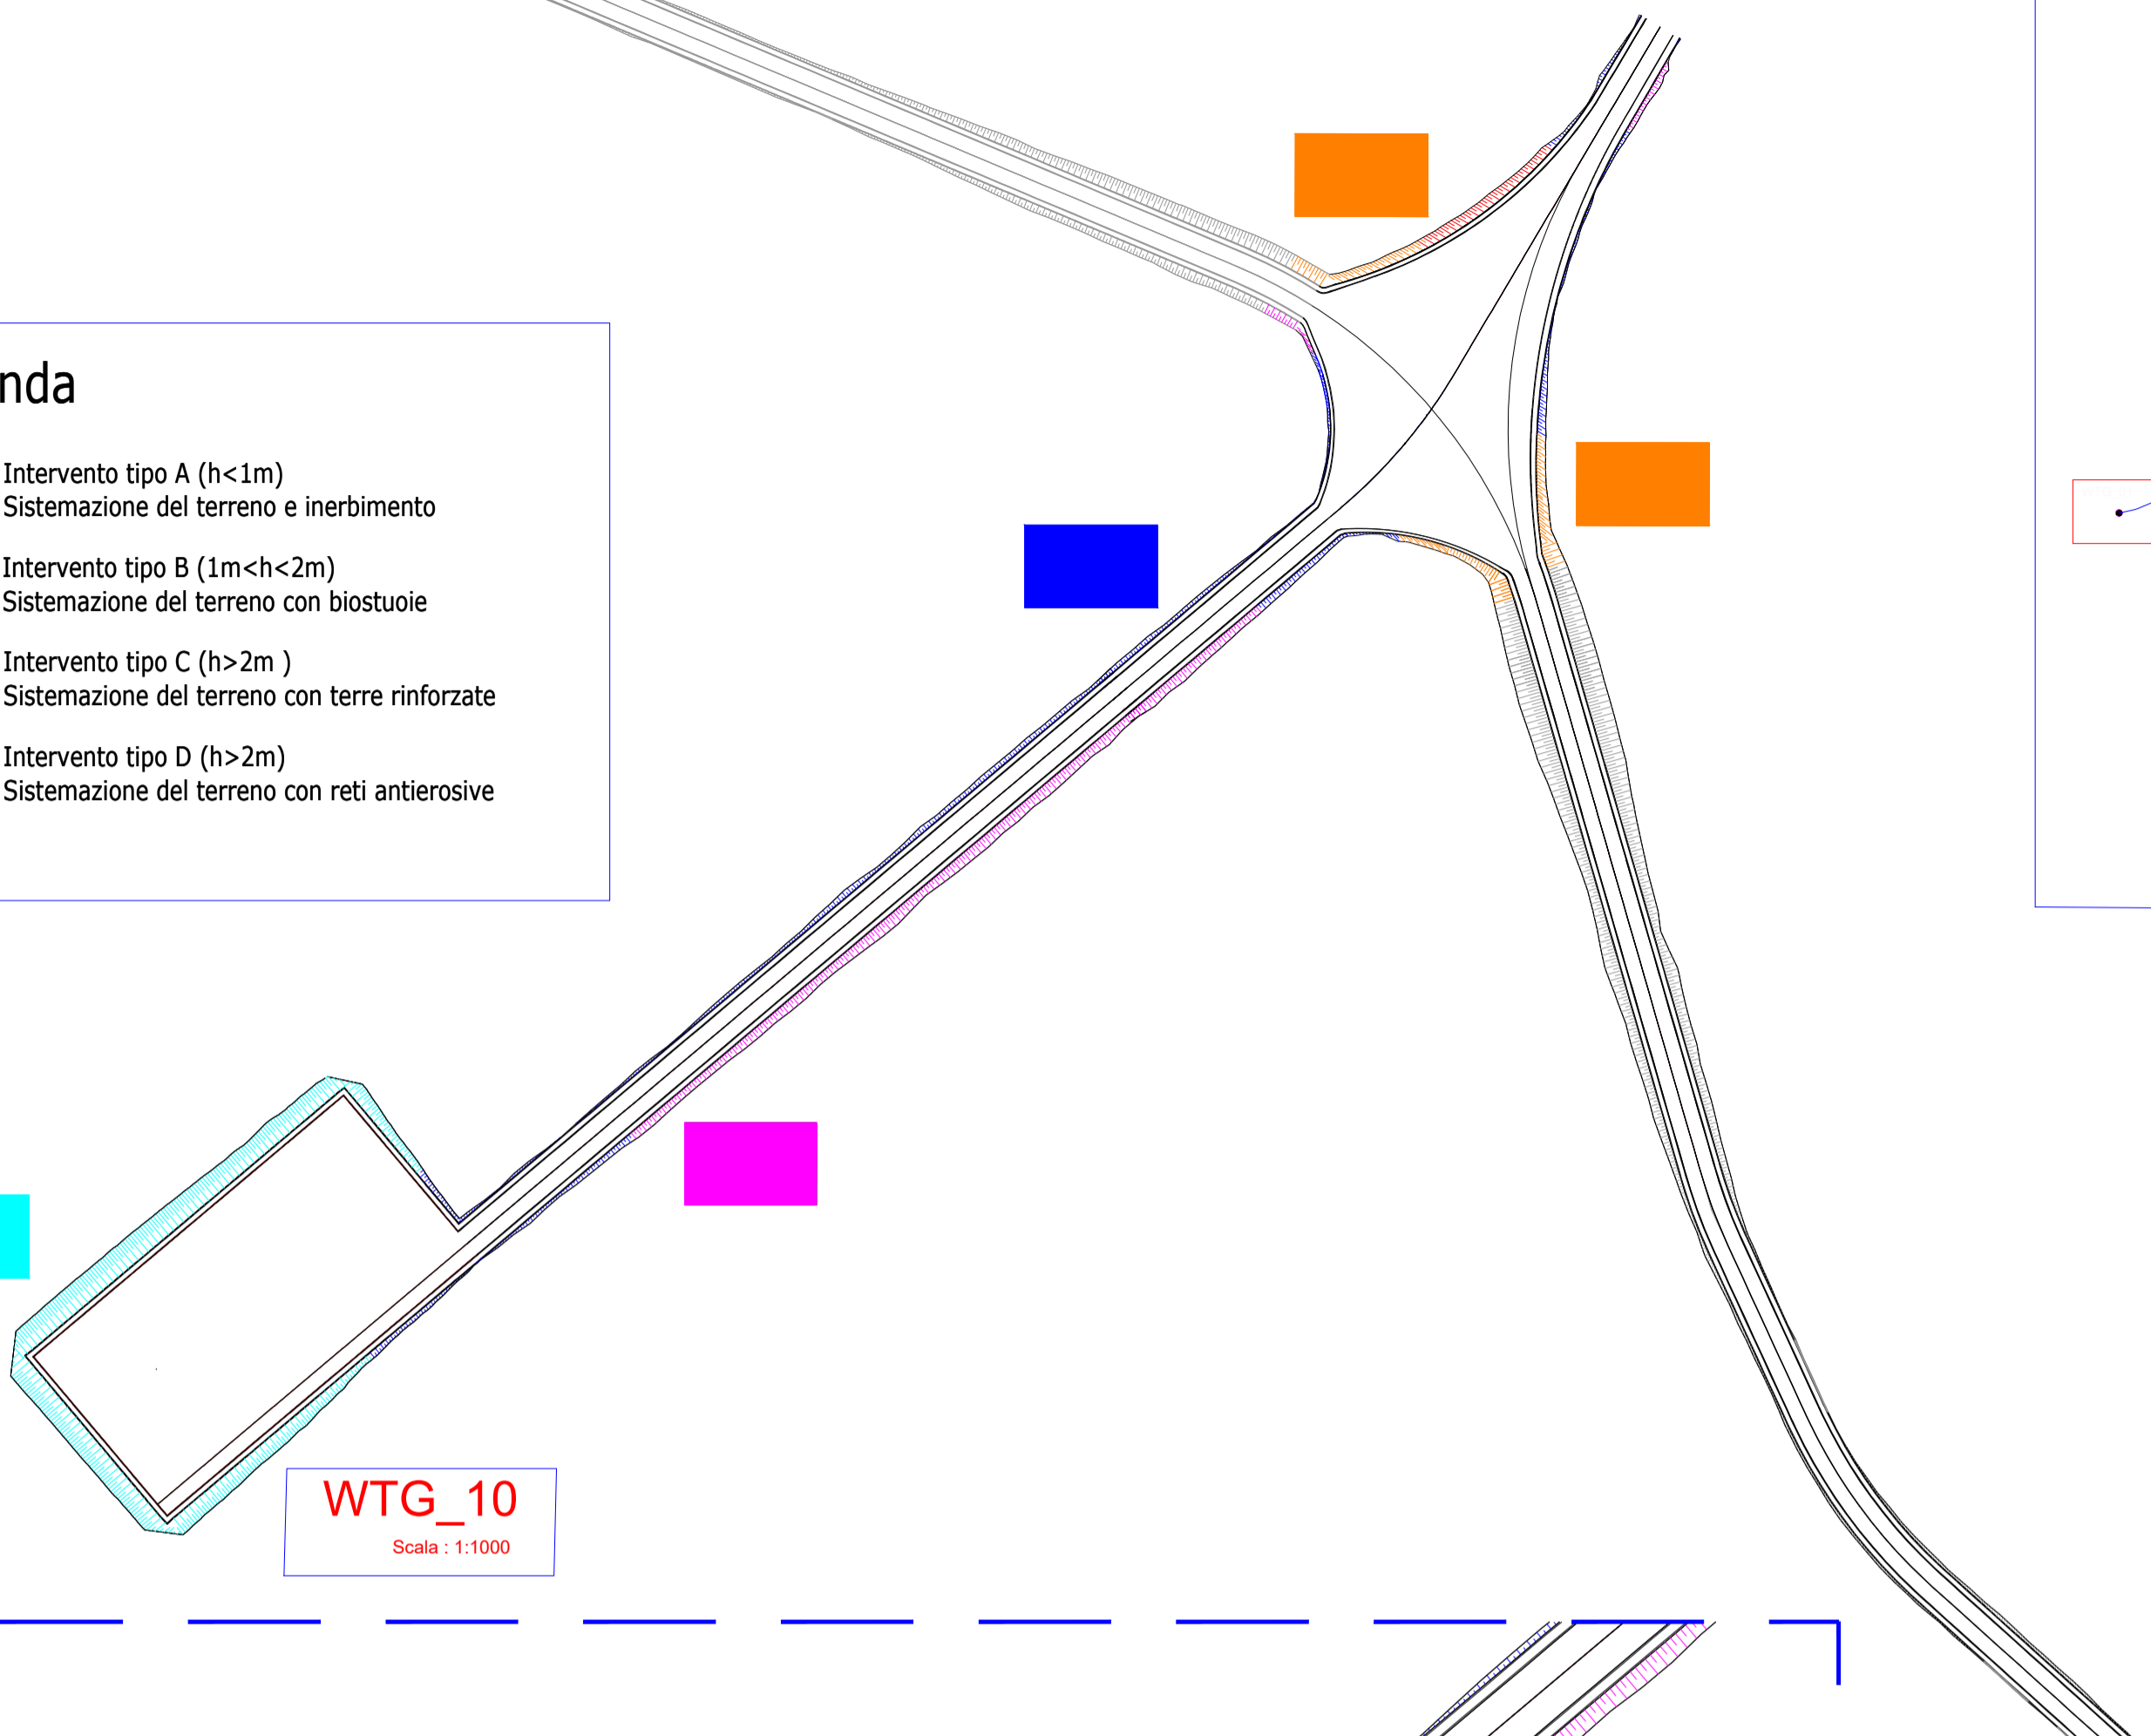 nda
Intervento tipo A (h<1m)
Sistemazione del terreno e inerbimento
Intervento tipo B (1m<h<2m)
Sistemazione del terreno con biostuoie
Intervento tipo C (h>2m )
Sistemazione del terreno con terre rinforzate
Intervento tipo D (h>2m)
Sistemazione del terreno con reti antierosive
WTG_10
Scala : 1:1000